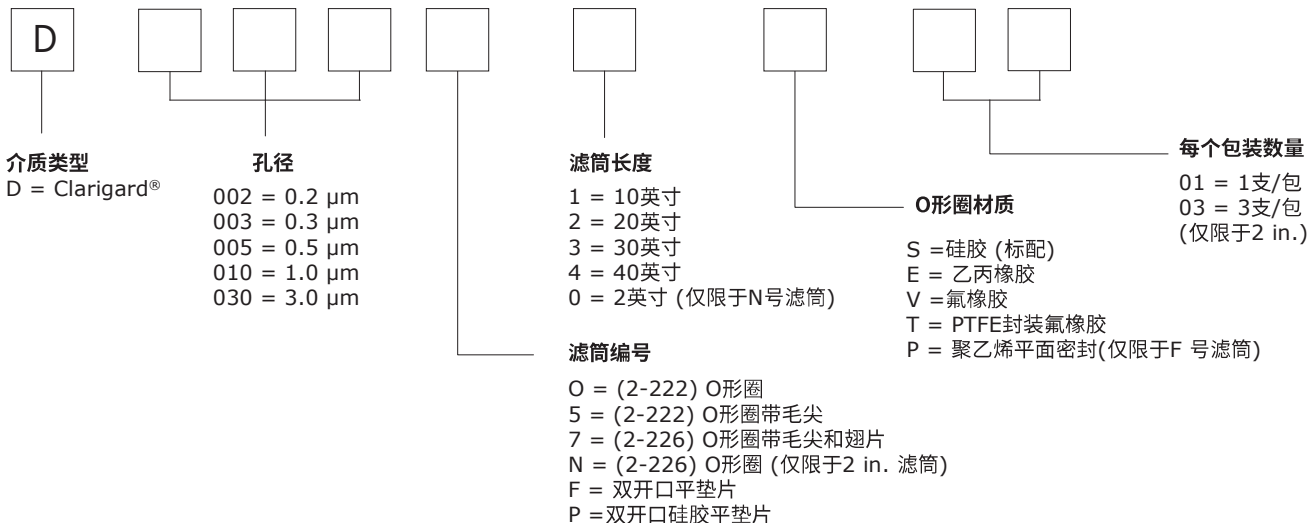 D
介质类型
D = Clarigard®
孔径
002 = 0.2 µm
003 = 0.3 µm
005 = 0.5 µm
010 = 1.0 µm
030 = 3.0 µm
滤筒长度
1 = 10英寸
2 = 20英寸
3 = 30英寸
4 = 40英寸
0 = 2英寸 (仅限于N号滤筒)
滤筒编号
O = (2-222) O形圈
5 = (2-222) O形圈带毛尖
7 = (2-226) O形圈带毛尖和翅片
N = (2-226) O形圈 (仅限于2 in. 滤筒)
F = 双开口平垫片
P =双开口硅胶平垫片
O形圈材质
S =硅胶 (标配)
E = 乙丙橡胶
V =氟橡胶
T = PTFE封装氟橡胶
P = 聚乙烯平面密封(仅限于F 号滤筒)
每个包装数量
01 = 1支/包
03 = 3支/包
(仅限于2 in.)